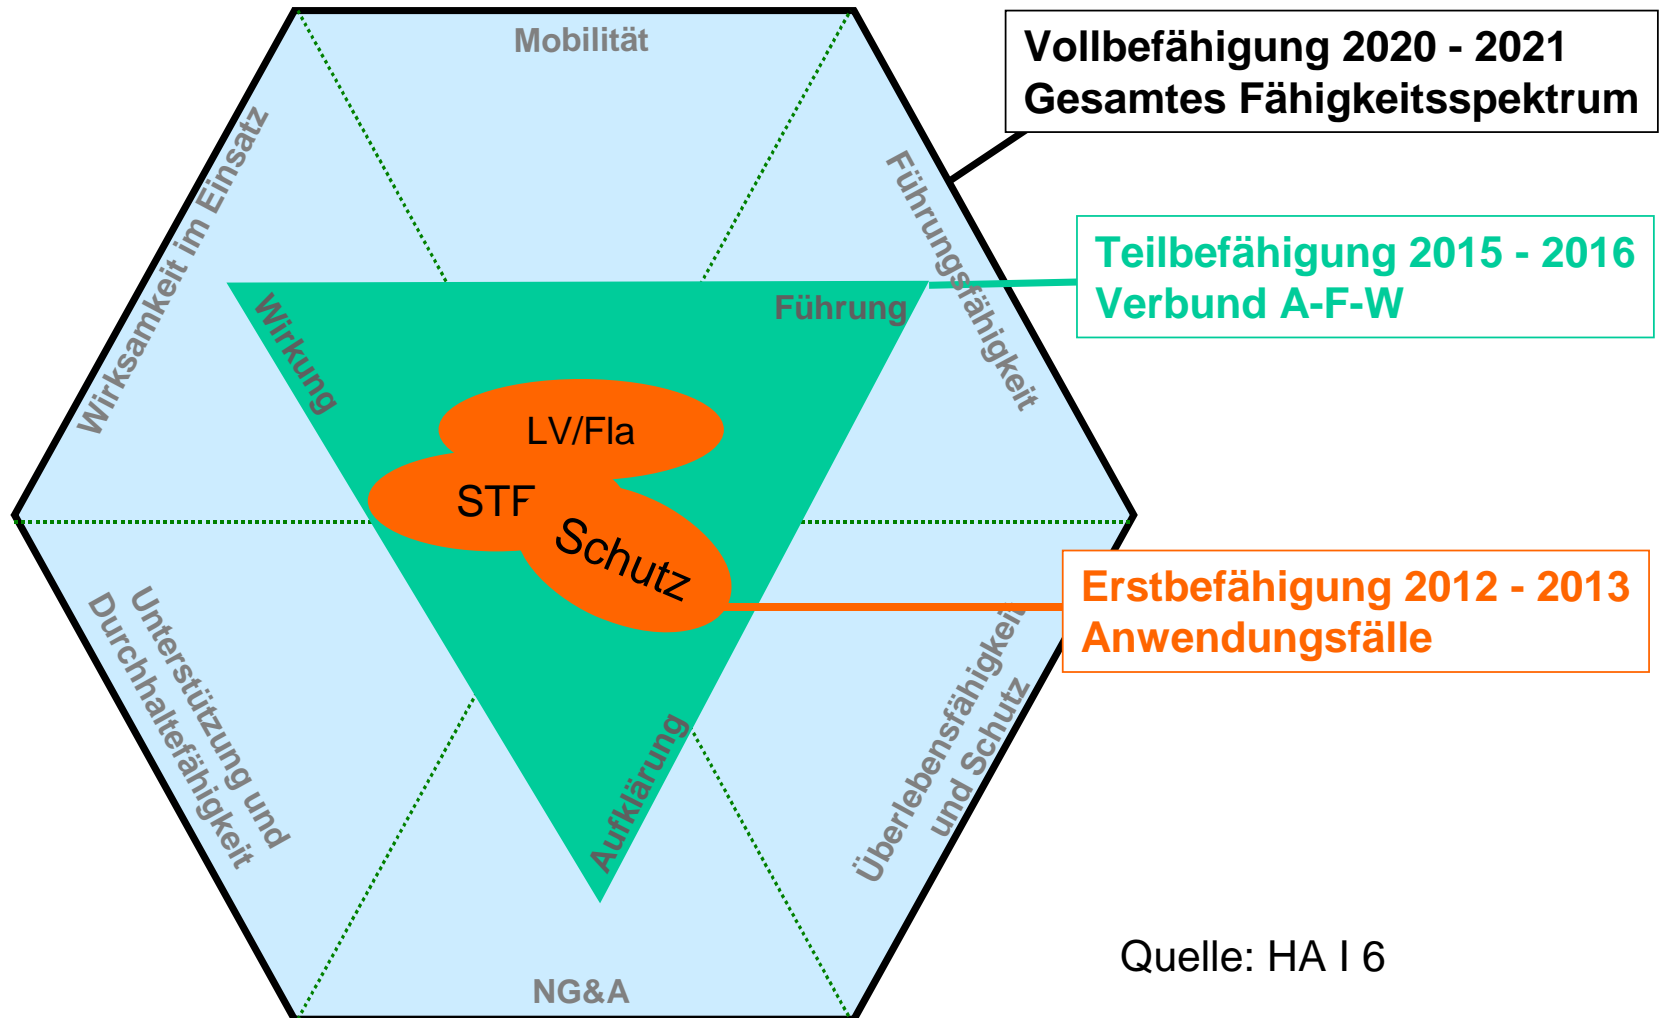 Mobilität
Vollbefähigung 2020 - 2021
Gesamtes Fähigkeitsspektrum
Wirksamkeit im Einsatz
Führungsfähigkeit
Teilbefähigung 2015 - 2016
Verbund A-F-W
Wirkung
Führung
LV/Fla
STF
Schutz
Erstbefähigung 2012 - 2013
Anwendungsfälle
Unterstützung und
Durchhaltefähigkeit
Aufklärung
Überlebensfähigkeit
und Schutz
Quelle: HA I 6
NG&A